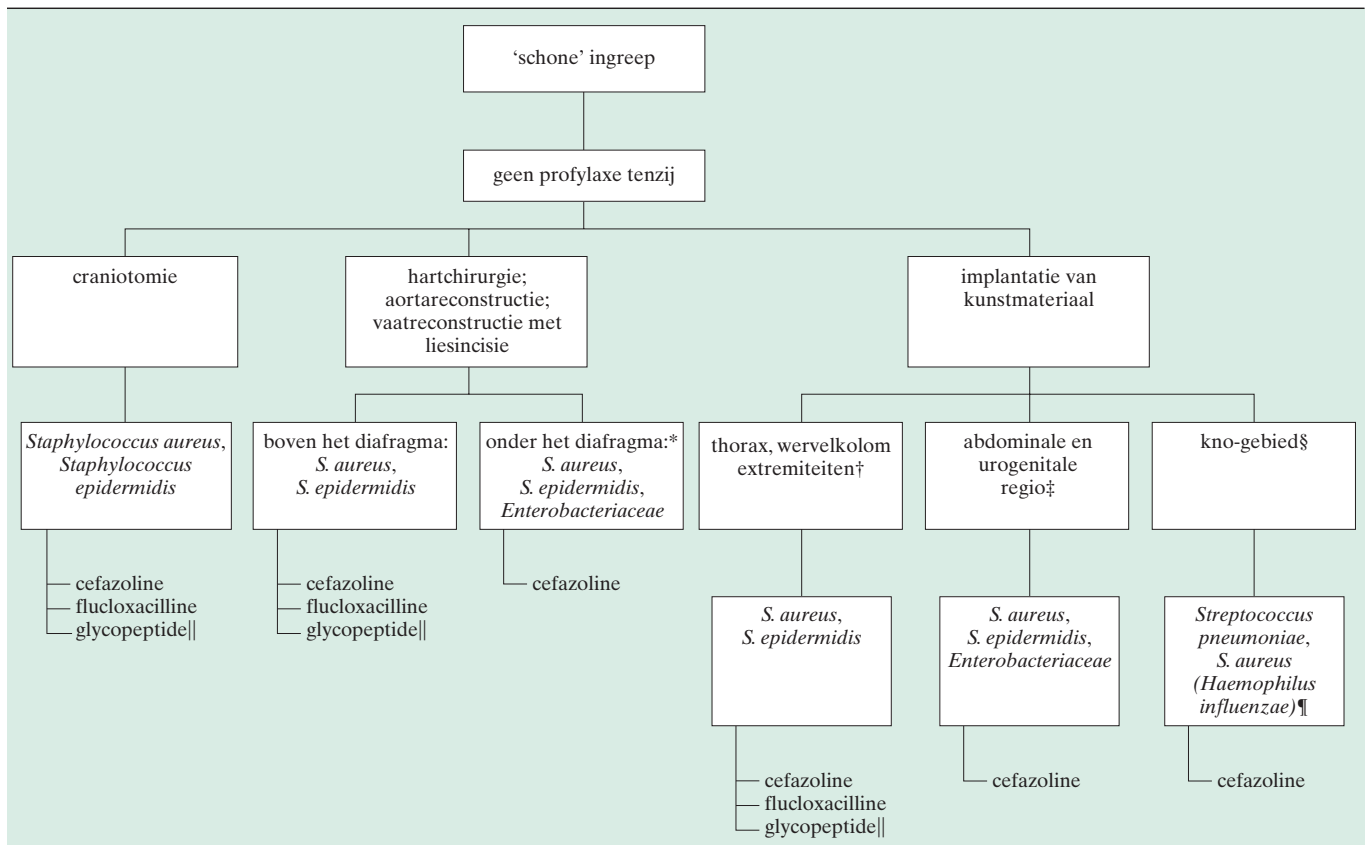 ‘schone’ ingreep
geen profylaxe tenzij
craniotomie
hartchirurgie;
aortareconstructie;
vaatreconstructie met
liesincisie
implantatie van
kunstmateriaal
Staphylococcus aureus,
Staphylococcus
epidermidis
boven het diafragma:
S. aureus,
S. epidermidis
onder het diafragma:*
S. aureus,
S. epidermidis,
Enterobacteriaceae
thorax, wervelkolom
extremiteiten†
abdominale en
urogenitale
regio‡
kno-gebied§
cefazoline
flucloxacilline
glycopeptide||
cefazoline
flucloxacilline
glycopeptide||
cefazoline
S. aureus,
S. epidermidis
S. aureus,
S. epidermidis,
Enterobacteriaceae
Streptococcus
pneumoniae,
S. aureus
(Haemophilus
influenzae)¶
cefazoline
flucloxacilline
glycopeptide||
cefazoline
cefazoline